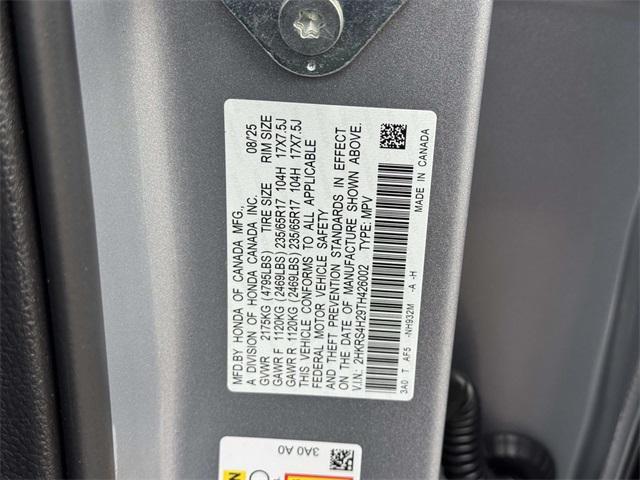 MFD.BY HONDA OF CANADA MFG.
A DIVISION OF HONDA CANADA INC. 08/'25
GVWR 2175KG (4795LBS) TIRE SIZE RIM SIZE
GAWR F 1120KG (2469LBS) 235/65R17 104H 17X7.5J
GAWR R 1120KG (2469LBS) 235/65R17 104H 17X7.5J
THIS VEHICLE CONFORMS TO ALL APPLICABLE
FEDERAL MOTOR VEHICLE SAFETY
AND THEFT PREVENTION STANDARDS IN EFFECT
ON THE DATE OF MANUFACTURE SHOWN ABOVE.
V.I.N: 2HKRS4H29TH426002 TYPE: MPV
3A0 T AF5 -NH932M -A -H MADE IN CANADA
3A0 A0